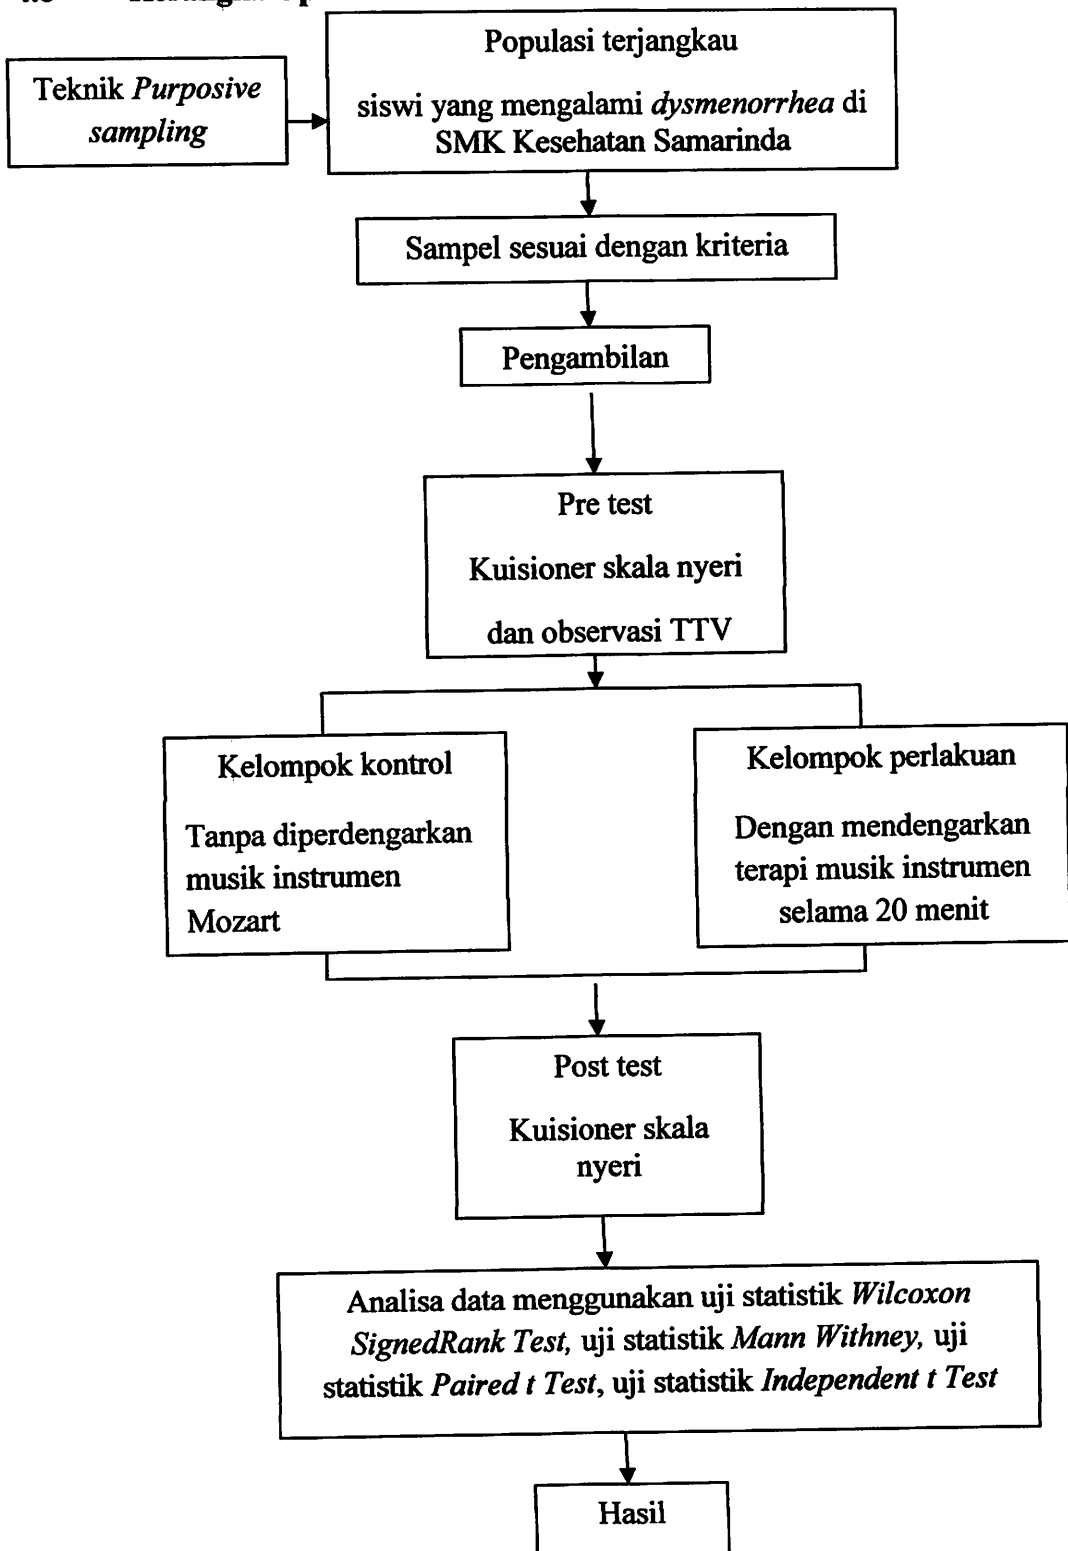 Populasi terjangkau
Teknik Purposive
sampling
siswi yang mengalami dysmenorrhea di
SMK Kesehatan Samarinda
Sampel sesuai dengan kriteria
Pengambilan
Pre test
Kuisioner skala nyeri
dan observasi TTV
Kelompok kontrol
Tanpa diperdengarkan
musik instrumen
Mozart
Kelompok perlakuan
Dengan mendengarkan
terapi musik instrumen
selama 20 menit
Post test
Kuisioner skala
nyeri
Analisa data menggunakan uji statistik Wilcoxon
SignedRank Test, uji statistik Mann Withney, uji
statistik Paired t Test, uji statistik Independent t Test
Hasil